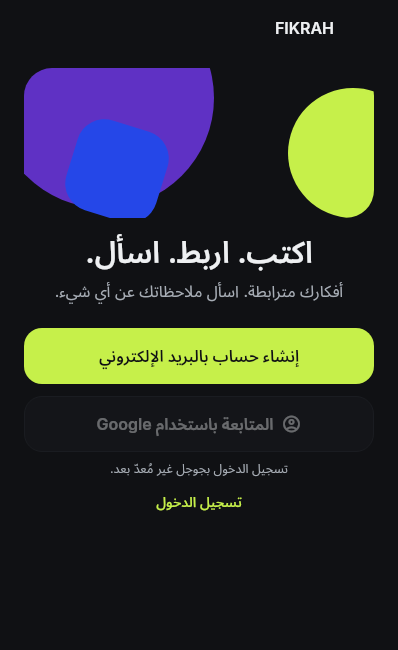 FIKRAH
اكتب. اربط. اسأل.
أفكارك مترابطة. اسأل ملاحظاتك عن أي شيء.
إنشاء حساب بالبريد الإلكتروني
المتابعة باستخدام Google
تسجيل الدخول بجوجل غير مُعدّ بعد.
تسجيل الدخول